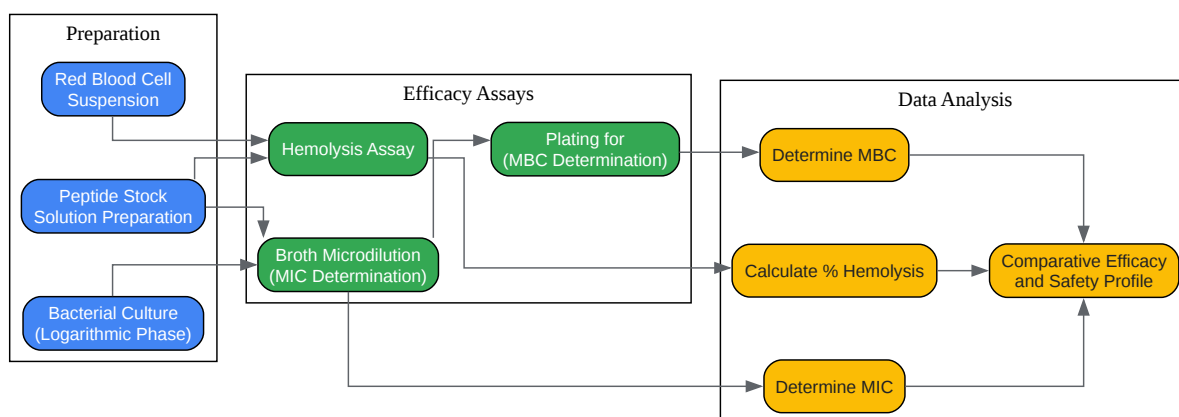 Preparation
Red Blood Cell
Suspension
Peptide Stock
Solution Preparation
Bacterial Culture
(Logarithmic Phase)
Efficacy Assays
Hemolysis Assay
Plating for
(MBC Determination)
Broth Microdilution
(MIC Determination)
Data Analysis
Determine MBC
Calculate % Hemolysis
Comparative Efficacy
and Safety Profile
Determine MIC